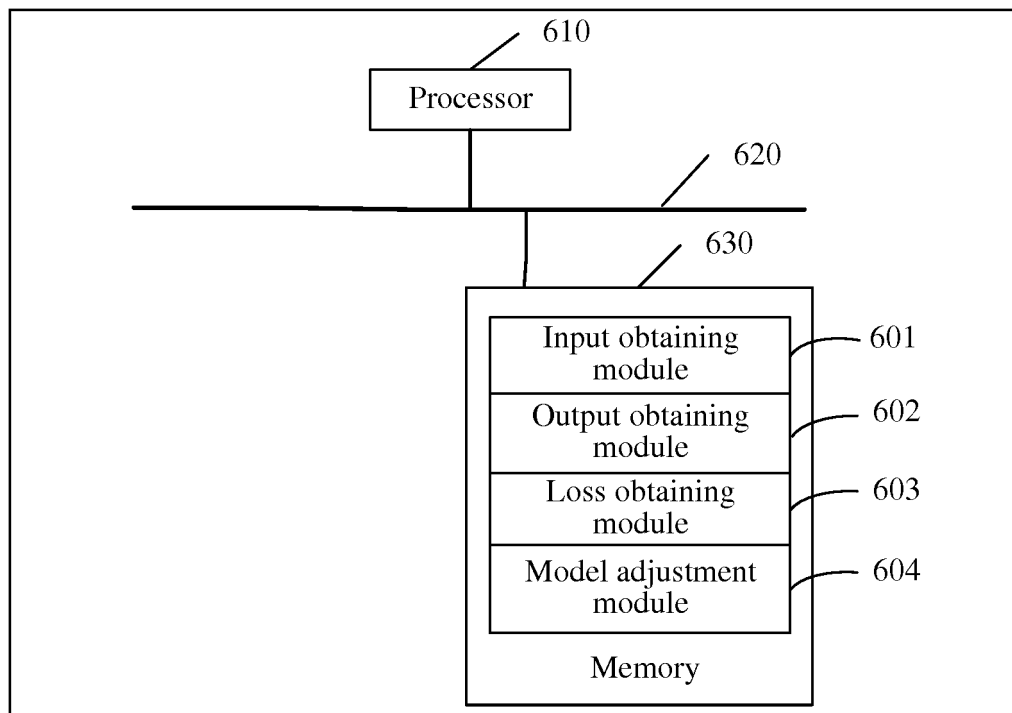 610
Processor
620
630
Input obtaining
module
601
Output obtaining
module
602
Loss obtaining
module
603
Model adjustment
module
604
Memory